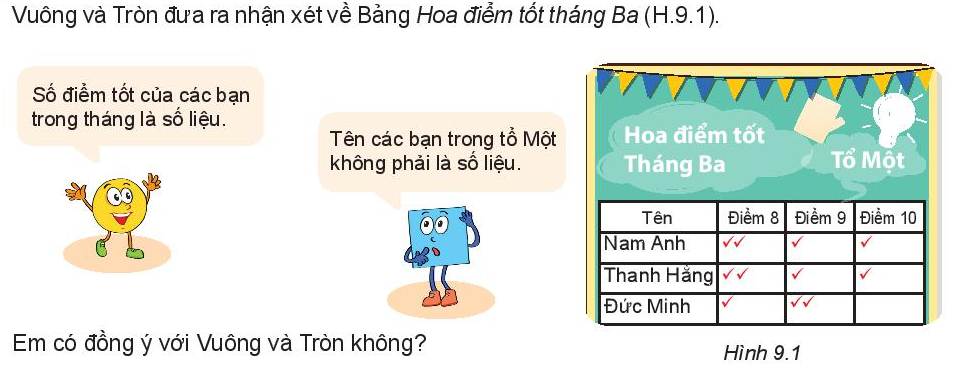 Vuông và Tròn đưa ra nhận xét về Bảng Hoa điểm tốt tháng Ba (H.9.1).
Số điểm tốt của các bạn
trong tháng là số liệu.
Tên các bạn trong tổ Một
không phải là số liệu.
Hoa điểm tốt
Tháng Ba
Tổ Một
Tên Điểm 8 Điểm 9 Điểm 10
Nam Anh ✓✓ ✓ ✓
Thanh Hằng ✓✓ ✓ ✓
Đức Minh ✓ ✓✓
Em có đồng ý với Vuông và Tròn không?
Hình 9.1